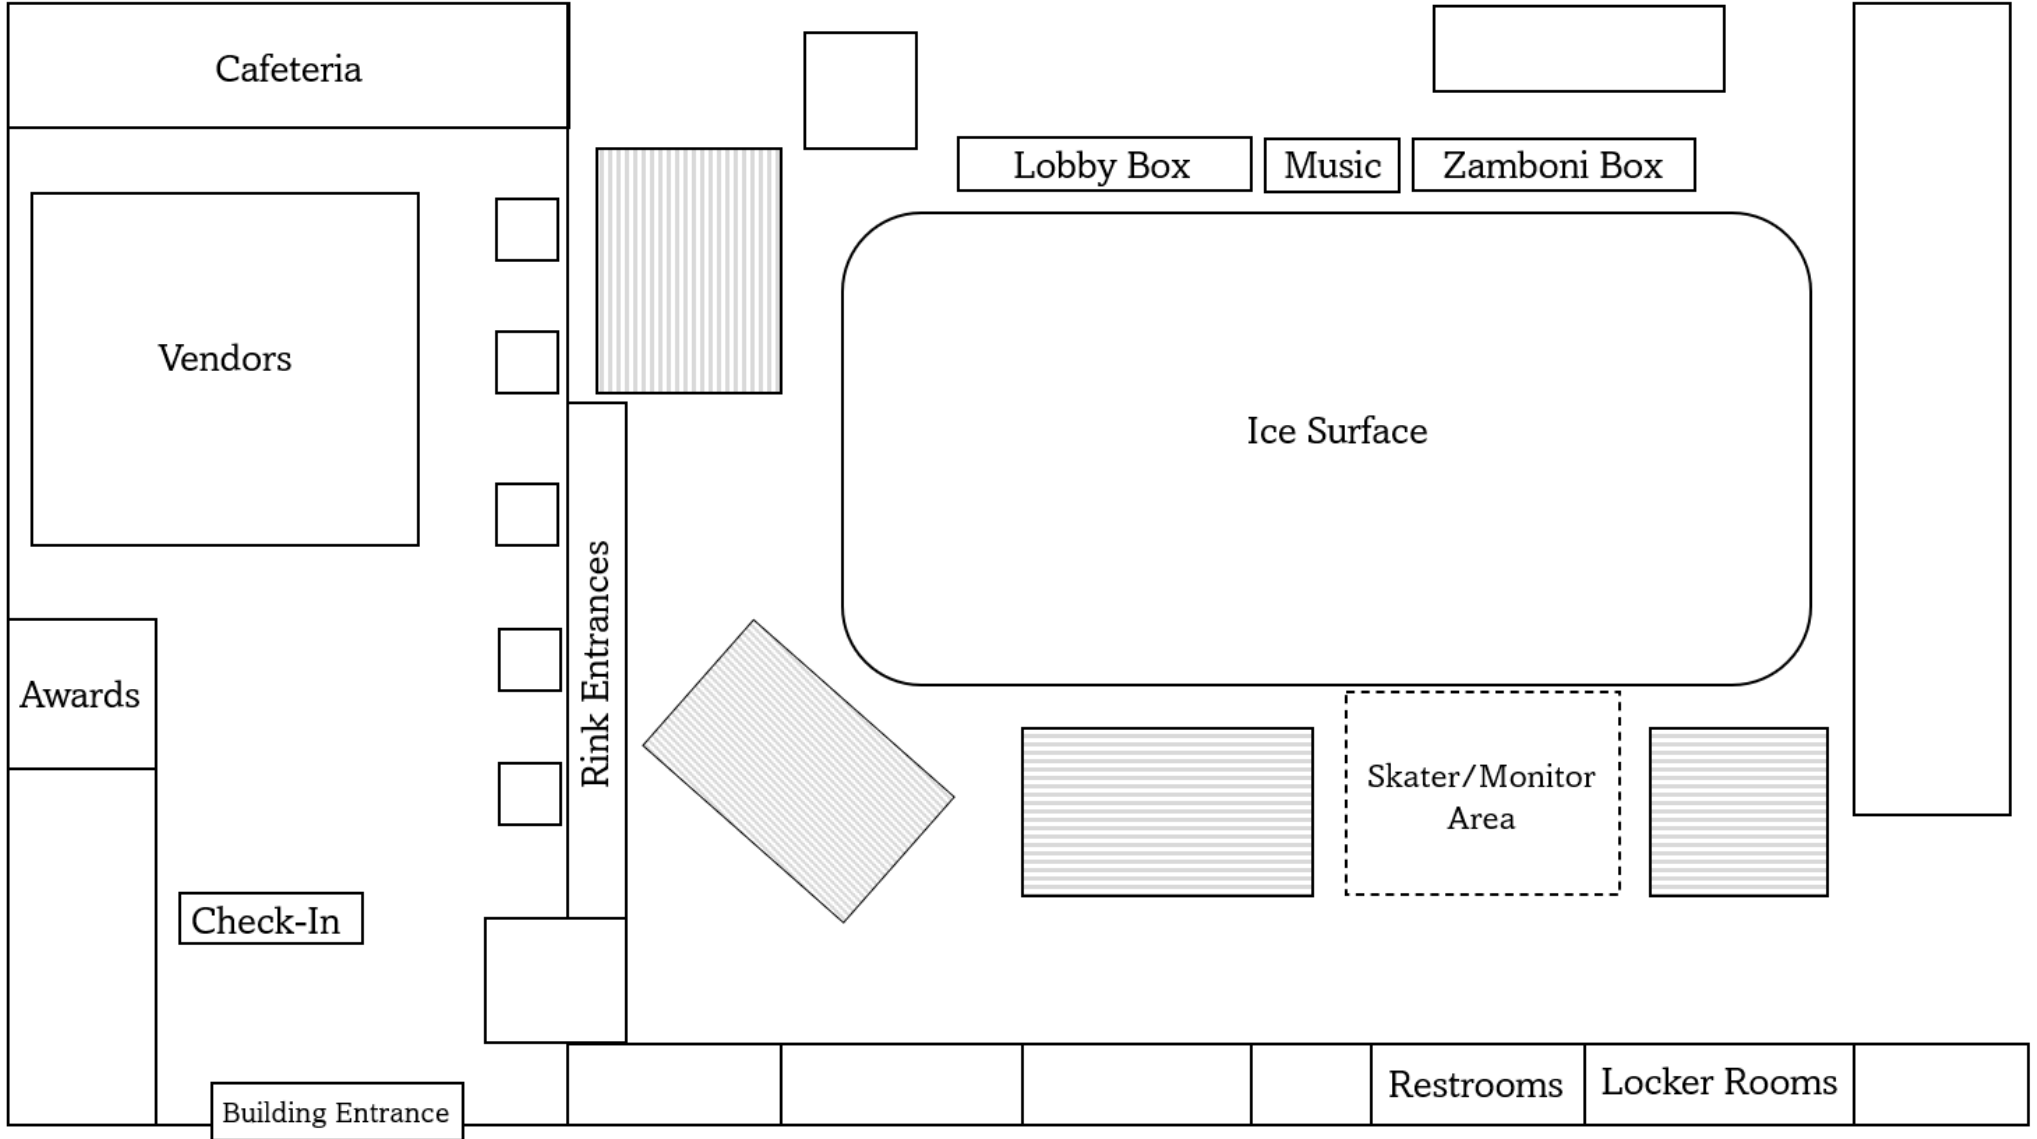 Cafeteria
Lobby Box
Music
Zamboni Box
Vendors
Ice Surface
Rink Entrances
Awards
Skater/Monitor
Area
Check-In
Restrooms
Locker Rooms
Building Entrance